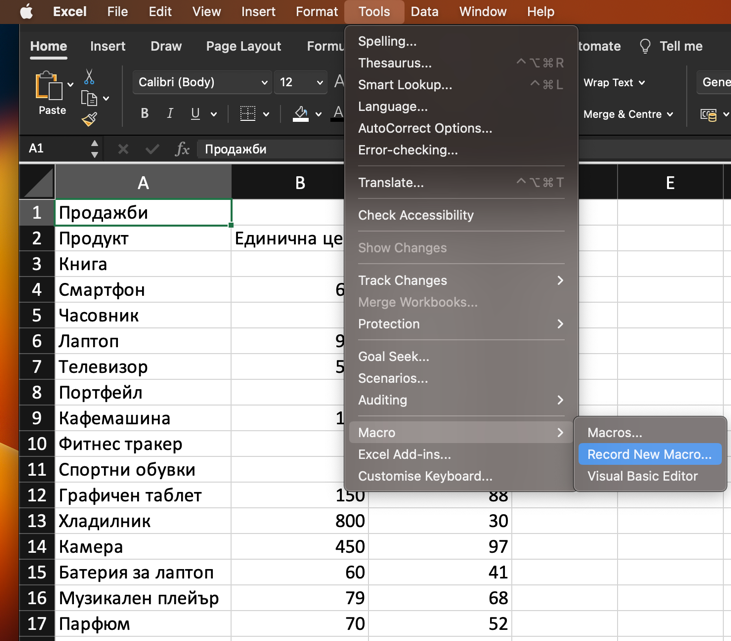 Excel File Edit View Insert Format Tools Data Window Help
Home Insert Draw Page Layout tomate Tell me
Paste Calibri (Body) 12 A Wrap Text
B I U A Merge & Centre
A1 fx Продажби
A B E
1 Продажби
2 Продукт Единична це
3 Книга
4 Смартфон 6
5 Часовник
6 Лаптоп 9
7 Телевизор 5
8 Портфейл
9 Кафемашина 1
10 Фитнес тракер
11 Спортни обувки
12 Графичен таблет 150 88
13 Хладилник 800 30
14 Камера 450 97
15 Батерия за лаптоп 60 41
16 Музикален плейър 79 68
17 Парфюм 70 52
Spelling...
Thesaurus... ⌃⌥⌘R
Smart Lookup... ⌃⌘L
Language...
AutoCorrect Options...
Error-checking...
Translate... ⌃⌥⌘T
Check Accessibility
Show Changes
Track Changes
Merge Workbooks...
Protection
Goal Seek...
Scenarios...
Auditing
Macro
Excel Add-ins...
Customise Keyboard...
Macros...
Record New Macro...
Visual Basic Editor